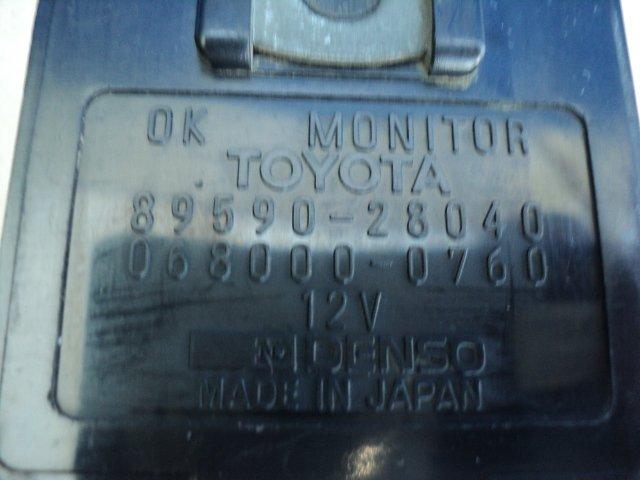 OK MONITOR
TOYOTA
89590-28040
068000-0760
12V
DENSO
MADE IN JAPAN